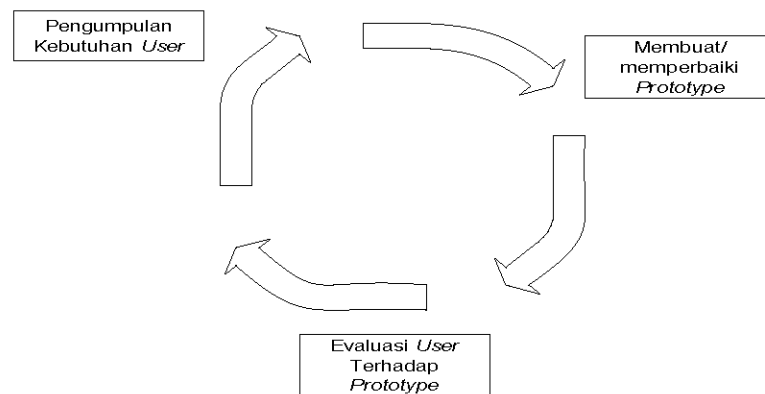 Pengumpulan
Kebutuhan User
Membuat/
memperbaiki
Prototype
Evaluasi User
Terhadap
Prototype